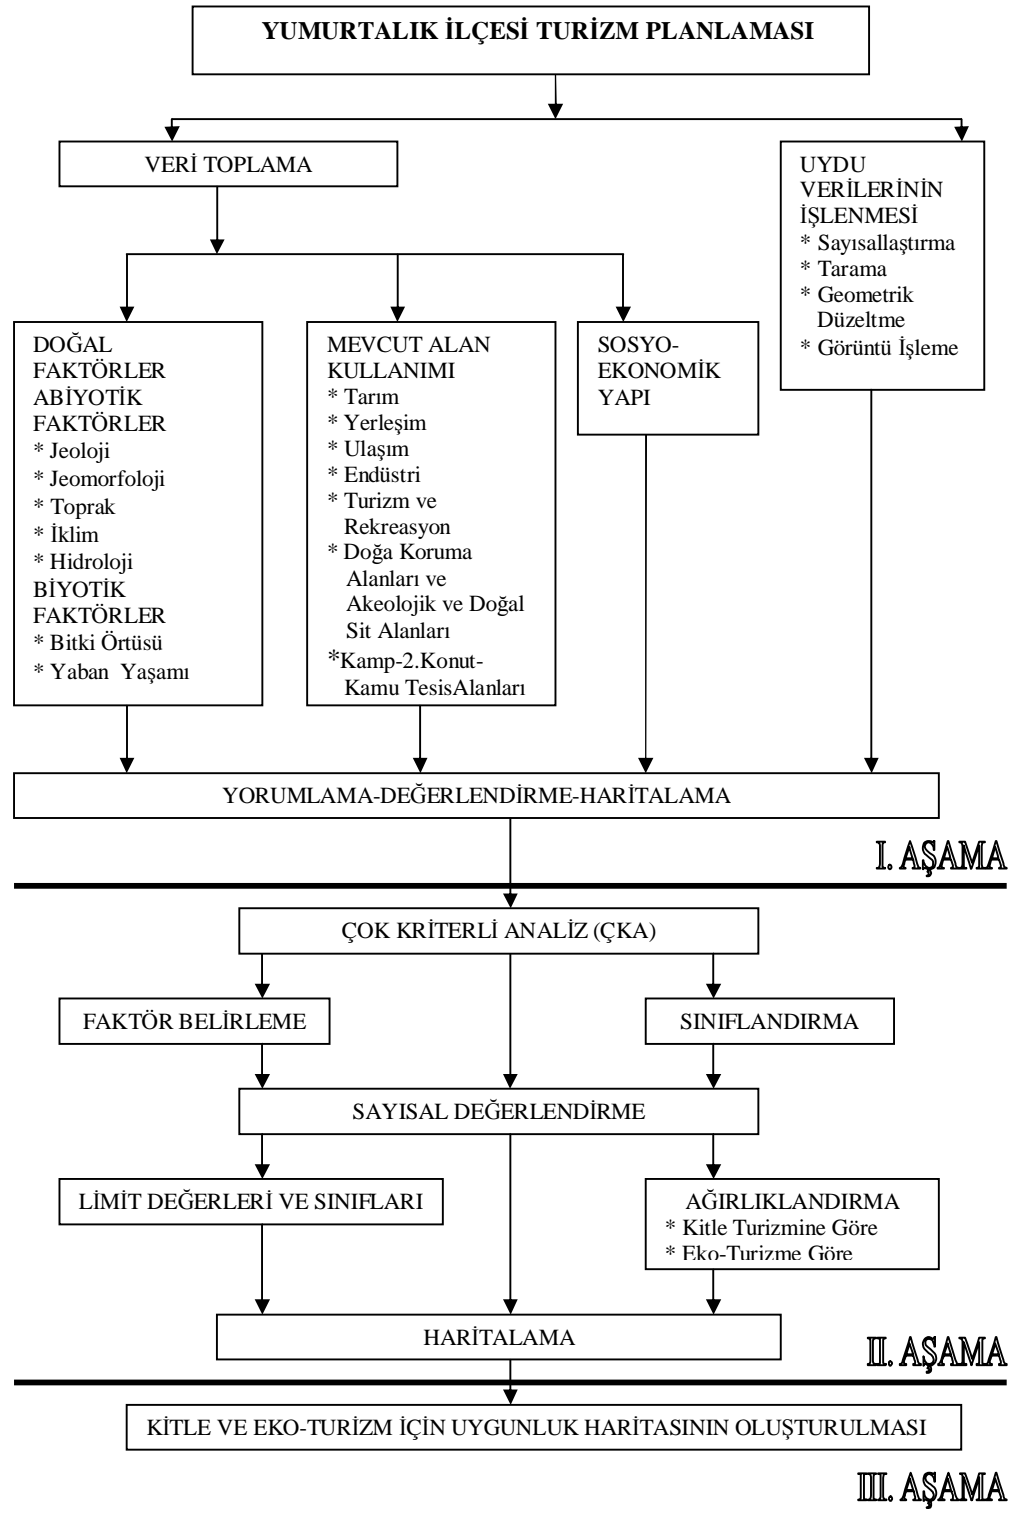 YUMURTALIK İLÇESİ TURİZM PLANLAMASI
VERİ TOPLAMA
UYDU
VERİLERİNİN
İŞLENMESİ
* Sayısallaştırma
* Tarama
* Geometrik
Düzeltme
* Görüntü İşleme
DOĞAL
FAKTÖRLER
ABİYOTİK
FAKTÖRLER
* Jeoloji
* Jeomorfoloji
* Toprak
* İklim
* Hidroloji
BİYOTİK
FAKTÖRLER
* Bitki Örtüsü
* Yaban Yaşamı
MEVCUT ALAN
KULLANIMI
* Tarım
* Yerleşim
* Ulaşım
* Endüstri
* Turizm ve
Rekreasyon
* Doğa Koruma
Alanları ve
Akeolojik ve Doğal
Sit Alanları
*Kamp-2.Konut-
Kamu TesisAlanları
SOSYO-
EKONOMİK
YAPI
YORUMLAMA-DEĞERLENDİRME-HARİTALAMA
I. AŞAMA
ÇOK KRİTERLİ ANALİZ (ÇKA)
FAKTÖR BELİRLEME
SINIFLANDIRMA
SAYISAL DEĞERLENDİRME
LİMİT DEĞERLERİ VE SINIFLARI
AĞIRLIKLANDIRMA
* Kitle Turizmine Göre
* Eko-Turizme Göre
HARİTALAMA
II. AŞAMA
KİTLE VE EKO-TURİZM İÇİN UYGUNLUK HARİTASININ OLUŞTURULMASI
III. AŞAMA